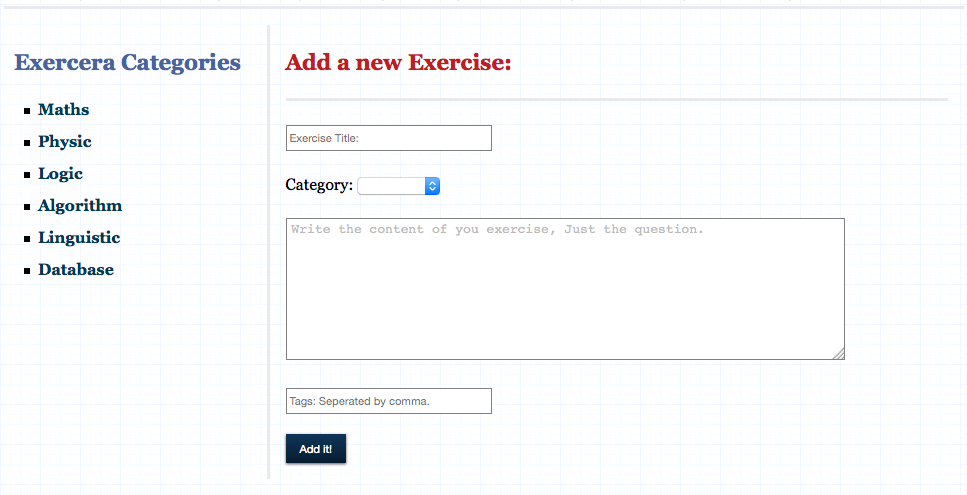 Exercera Categories
Maths
Physic
Logic
Algorithm
Linguistic
Database
Add a new Exercise:
Exercise Title:
Category:
Write the content of you exercise, Just the question.
Tags: Seperated by comma.
Add it!